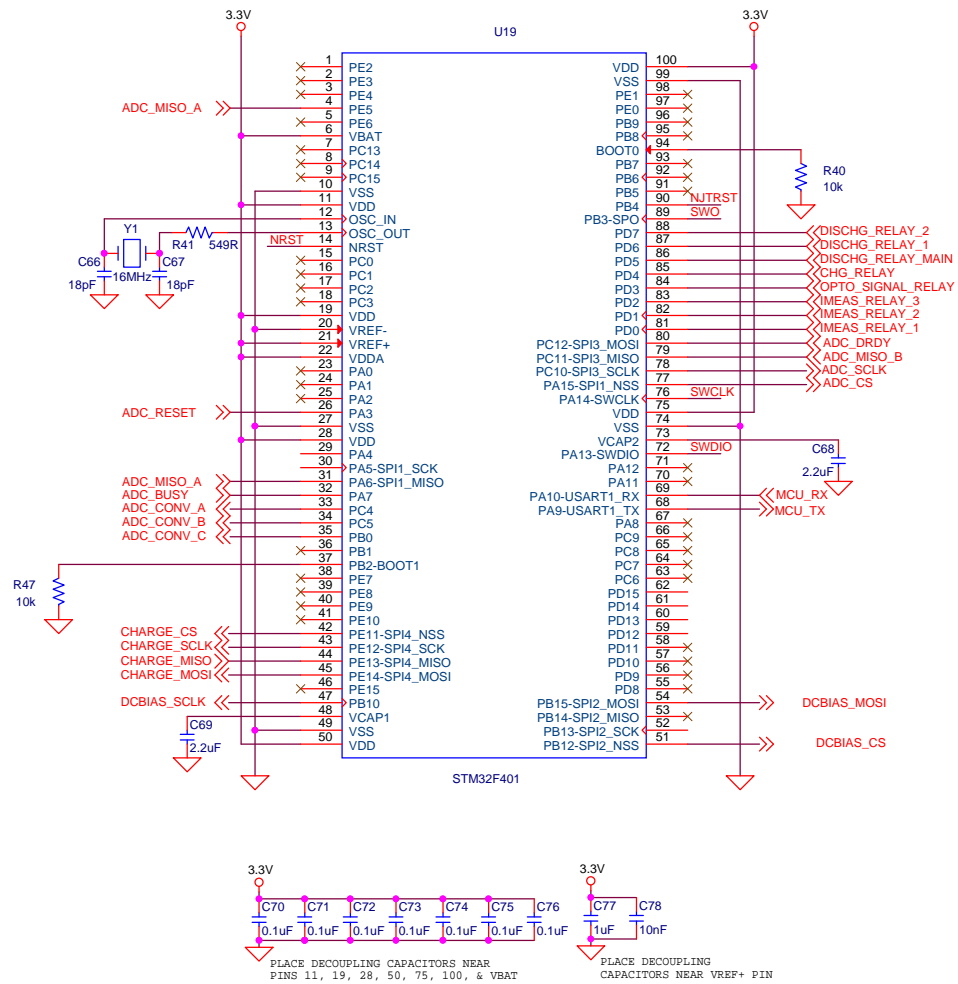 3.3V
3.3V
U19
1 PE2
2 PE3
3 PE4
ADC_MISO_A 4 PE5
5 PE6
6 VBAT
7 PC13
8 PC14
9 PC15
10 VSS
11 VDD
12 OSC_IN
13 OSC_OUT
NRST 14 NRST
15 PC0
16 PC1
17 PC2
18 PC3
19 VDD
20 VREF-
21 VREF+
22 VDDA
23 PA0
24 PA1
25 PA2
ADC_RESET 26 PA3
27 VSS
28 VDD
29 PA4
30 PA5-SPI1_SCK
ADC_MISO_A 31 PA6-SPI1_MISO
ADC_BUSY 32 PA7
ADC_CONV_A 33 PC4
ADC_CONV_B 34 PC5
ADC_CONV_C 35 PB0
36 PB1
37 PB2-BOOT1
38 PE7
39 PE8
40 PE9
41 PE10
CHARGE_CS 42 PE11-SPI4_NSS
CHARGE_SCLK 43 PE12-SPI4_SCK
CHARGE_MISO 44 PE13-SPI4_MISO
CHARGE_MOSI 45 PE14-SPI4_MOSI
46 PE15
DCBIAS_SCLK 47 PB10
48 VCAP1
49 VSS
50 VDD
Y1
R41 549R
C66 C67
16MHz
18pF 18pF
R47
10k
C69
2.2uF
VDD 100
VSS 99
PE1 98
PE0 97
PB9 96
PB8 95
BOOT0 94
PB7 93
PB6 92
PB5 91
PB4 90 NJTRST
PB3-SPO 89 SWO
PD7 88 DISCHG_RELAY_2
PD6 87 DISCHG_RELAY_1
PD5 86 DISCHG_RELAY_MAIN
PD4 85 CHG_RELAY
PD3 84 OPTO_SIGNAL_RELAY
PD2 83 IMEAS_RELAY_3
PD1 82 IMEAS_RELAY_2
PD0 81 IMEAS_RELAY_1
PC12-SPI3_MOSI 80 ADC_DRDY
PC11-SPI3_MISO 79 ADC_MISO_B
PC10-SPI3_SCLK 78 ADC_SCLK
PA15-SPI1_NSS 77 ADC_CS
PA14-SWCLK 76 SWCLK
VDD 75
VSS 74
VCAP2 73
PA13-SWDIO 72 SWDIO
PA12 71
PA11 70
PA10-USART1_RX 69 MCU_RX
PA9-USART1_TX 68 MCU_TX
PA8 67
PC9 66
PC8 65
PC7 64
PC6 63
PD15 62
PD14 61
PD13 60
PD12 59
PD11 58
PD10 57
PD9 56
PD8 55
PB15-SPI2_MOSI 54 DCBIAS_MOSI
PB14-SPI2_MISO 53
PB13-SPI2_SCK 52
PB12-SPI2_NSS 51 DCBIAS_CS
R40
10k
C68
2.2uF
STM32F401
3.3V
C70 C71 C72 C73 C74 C75 C76
0.1uF 0.1uF 0.1uF 0.1uF 0.1uF 0.1uF 0.1uF
PLACE DECOUPLING CAPACITORS NEAR
PINS 11, 19, 28, 50, 75, 100, & VBAT
3.3V
C77 C78
1uF 10nF
PLACE DECOUPLING
CAPACITORS NEAR VREF+ PIN